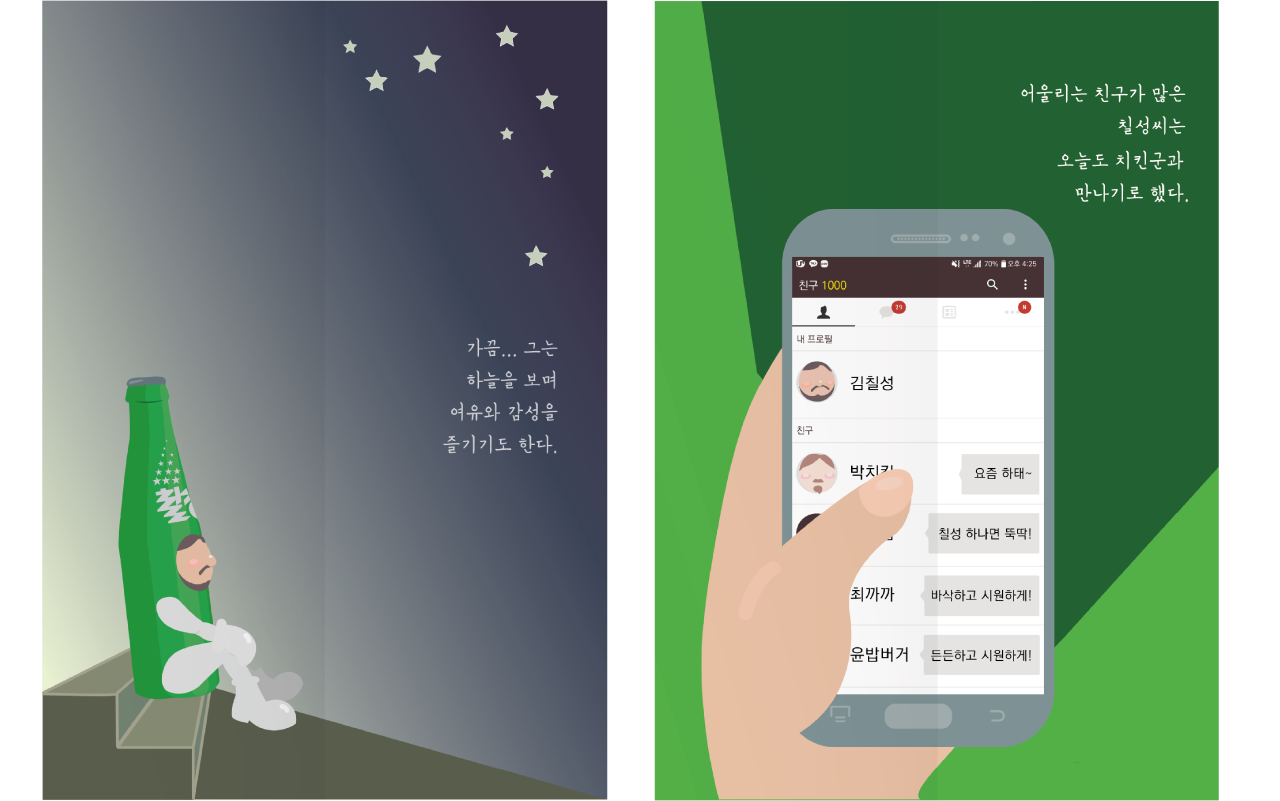 가끔... 그는
하늘을 보며
여유와 감성을
즐기기도 한다.
어울리는 친구가 많은
칠성씨는
오늘도 치킨군과
만나기로 했다.
LTE 70% 오후 4:25
친구 1000
29 N
내 프로필
김칠성
친구
박치킨 요즘 하태~
칠성 하나면 뚝딱!
최까까 바삭하고 시원하게!
윤밥버거 든든하고 시원하게!